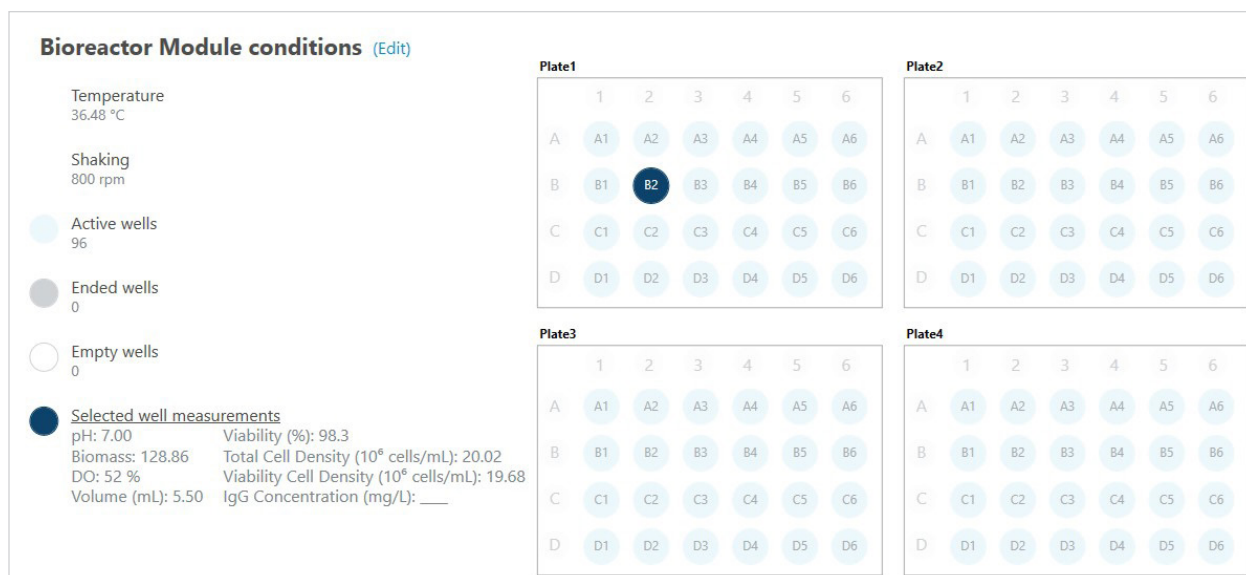 Bioreactor Module conditions (Edit)
Temperature
36.48 °C
Shaking
800 rpm
Active wells
96
Ended wells
0
Empty wells
0
Selected well measurements
pH: 7.00 Viability (%): 98.3
Biomass: 128.86 Total Cell Density (10⁶ cells/mL): 20.02
DO: 52 % Viability Cell Density (10⁶ cells/mL): 19.68
Volume (mL): 5.50 IgG Concentration (mg/L): ___
Plate1
1 2 3 4 5 6
A A1 A2 A3 A4 A5 A6
B B1 B2 B3 B4 B5 B6
C C1 C2 C3 C4 C5 C6
D D1 D2 D3 D4 D5 D6
Plate2
1 2 3 4 5 6
A A1 A2 A3 A4 A5 A6
B B1 B2 B3 B4 B5 B6
C C1 C2 C3 C4 C5 C6
D D1 D2 D3 D4 D5 D6
Plate3
1 2 3 4 5 6
A A1 A2 A3 A4 A5 A6
B B1 B2 B3 B4 B5 B6
C C1 C2 C3 C4 C5 C6
D D1 D2 D3 D4 D5 D6
Plate4
1 2 3 4 5 6
A A1 A2 A3 A4 A5 A6
B B1 B2 B3 B4 B5 B6
C C1 C2 C3 C4 C5 C6
D D1 D2 D3 D4 D5 D6